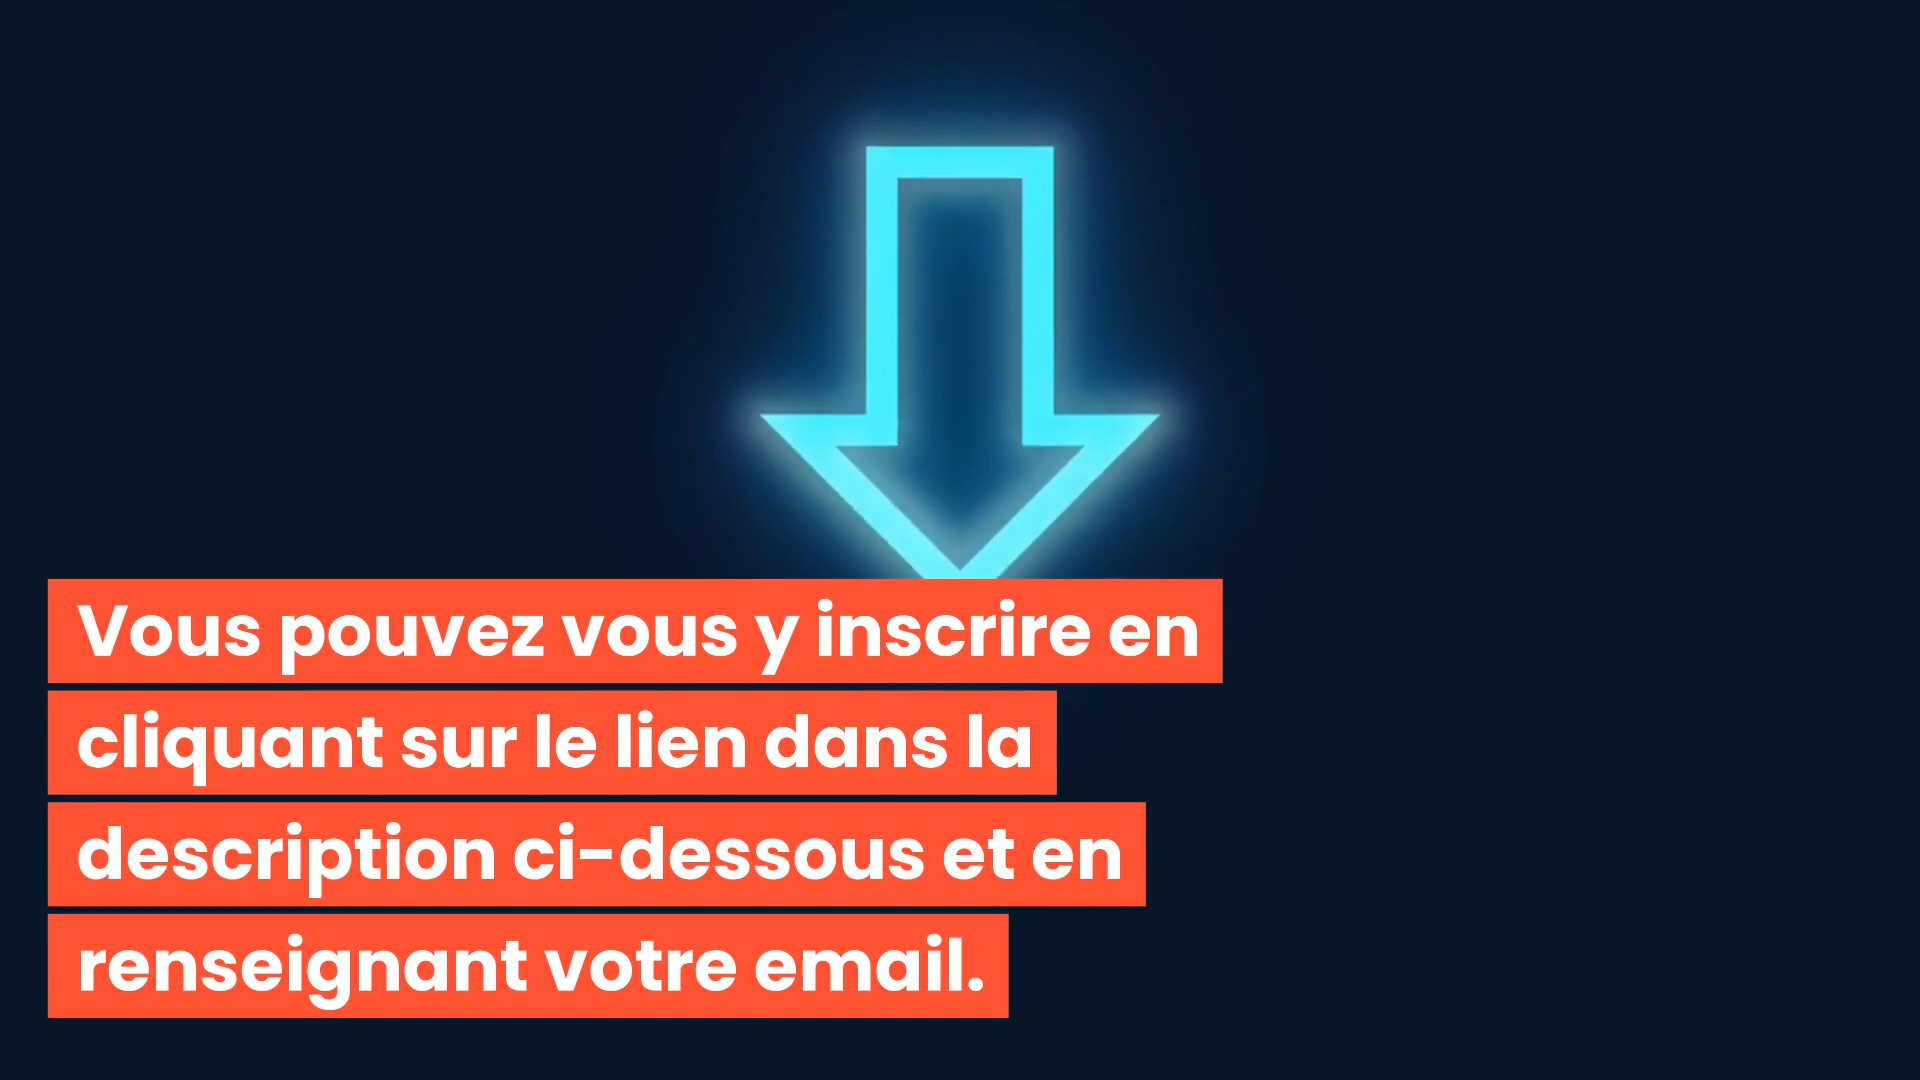 Vous pouvez vous y inscrire en
cliquant sur le lien dans la
description ci-dessous et en
renseignant votre email.